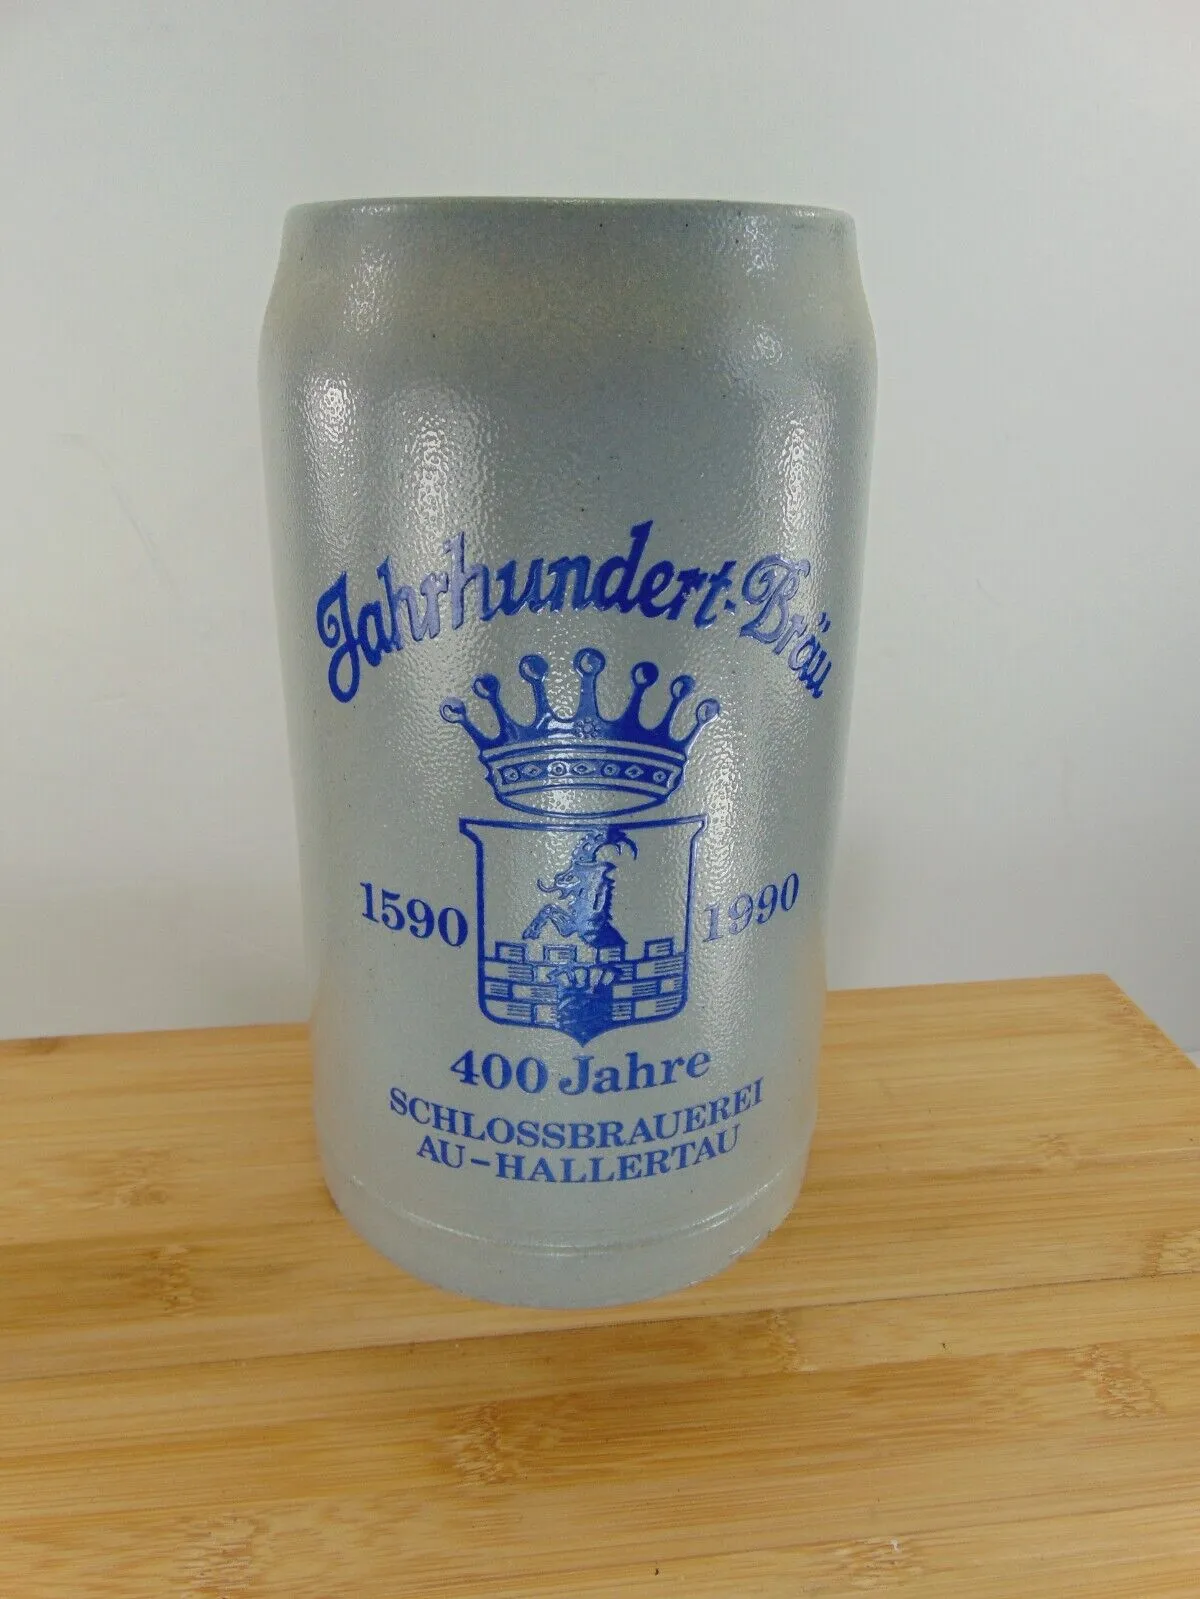 Jahrhundert-Bräu
1590 1990
400 Jahre
SCHLOSSBRAUEREI
AU-HALLERTAU